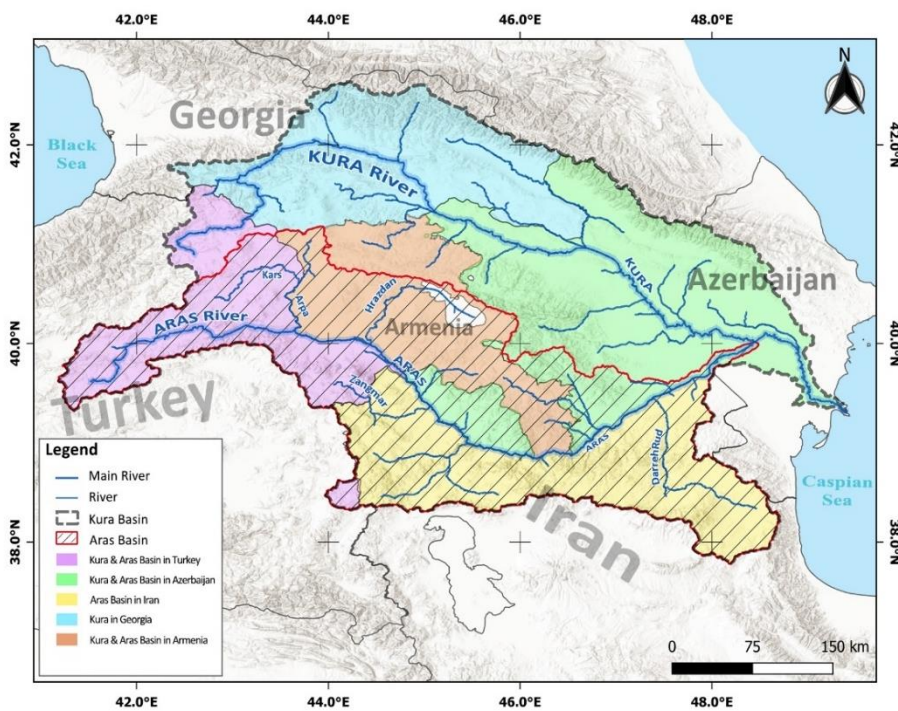 42.0°E 44.0°E 46.0°E 48.0°E
N
Georgia
42.0°N
42.0°N
Black
Sea
KURA River
KURA
Azerbaijan
Kars
Arpa
Hrazdan
ARAS River
Armenia
40.0°N
40.0°N
ARAS
Zangmar
Turkey
ARAS
DarrehRud
Iran
Caspian
Sea
38.0°N
38.0°N
Legend
Main River
River
Kura Basin
Aras Basin
Kura & Aras Basin in Turkey
Kura & Aras Basin in Azerbaijan
Aras Basin in Iran
Kura in Georgia
Kura & Aras Basin in Armenia
0 75 150 km
42.0°E 44.0°E 46.0°E 48.0°E